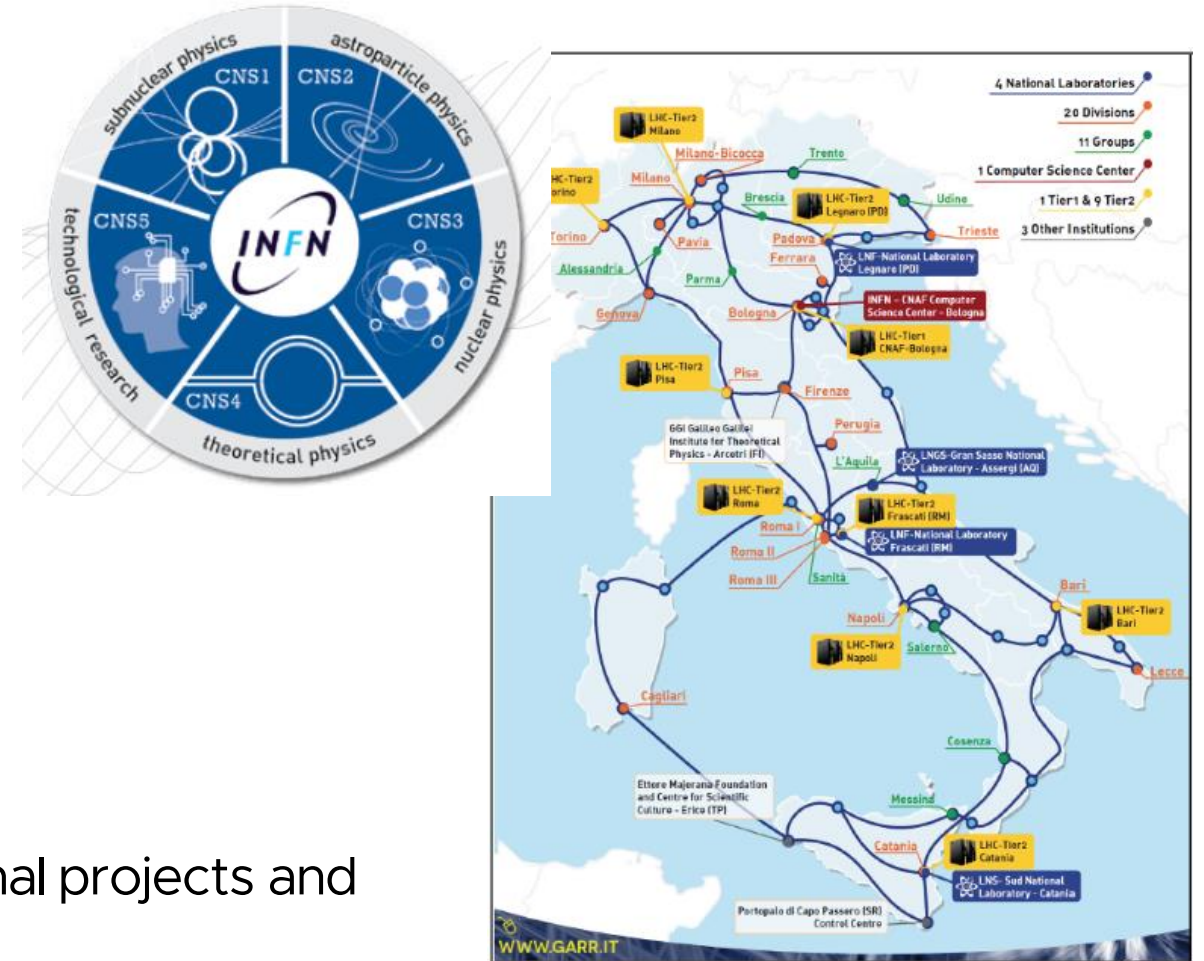 subnuclear physics
astroparticle physics
CNS1
CNS2
CNS5
CNS3
INFN
technological research
nuclear physics
CNS4
theoretical physics
4 National Laboratories
20 Divisions
11 Groups
1 Computer Science Center
1 Tier1 & 9 Tier2
3 Other Institutions
LHC-Tier2
Milano
Milano-Bicocca
Trento
HC-Tier2
orino
Milano
Brescia
LHC-Tier2
Legnaro (PD)
Udine
Torino
Pavia
Padova
Trieste
Alessandria
Parma
Ferrara
LNF-National Laboratory
Legnaro (PD)
Genova
Bologna
INFN - CNAF Computer
Science Center - Bologna
LHC-Tier1
CNAF-Bologna
LHC-Tier2
Pisa
Pisa
Firenze
GGI Galileo Galilei
Institute for Theoretical
Physics - Arcetri (FI)
Perugia
L'Aquila
LNGS-Gran Sasso National
Laboratory - Assergi (AQ)
LHC-Tier2
Roma
LHC-Tier2
Frascati (RM)
Roma I
LNF-National Laboratory
Frascati (RM)
Roma II
Roma III
Sanità
Bari
LHC-Tier2
Bari
Napoli
LHC-Tier2
Napoli
Salerno
Lecce
Cagliari
Cosenza
Ettore Majerana Foundation
and Centre for Scientific
Culture - Erice (TP)
Messina
Catania
LHC-Tier2
Catania
LNS- Sud National
Laboratory - Catania
Portopalo di Capo Passero (SR)
Control Centre
nal projects and
WWW.GARR.IT